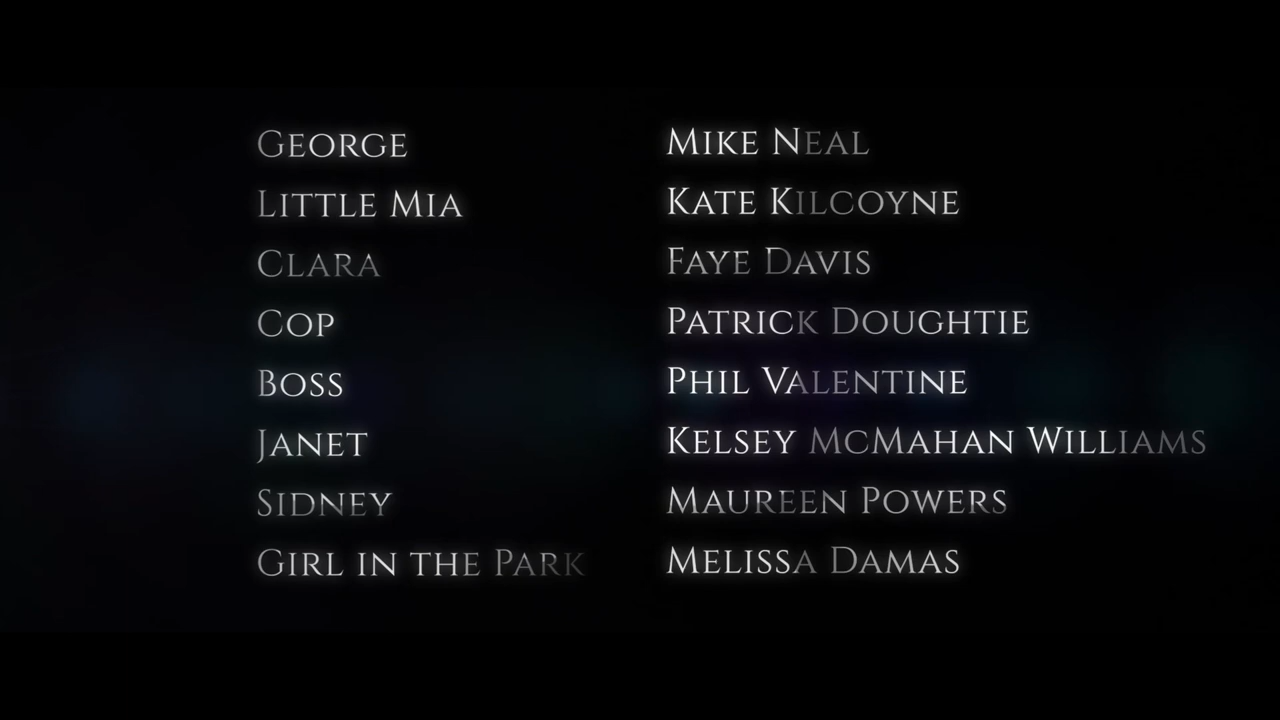 George Mike Neal
Little Mia Kate Kilcoyne
Clara Faye Davis
Cop Patrick Doughtie
Boss Phil Valentine
Janet Kelsey McMahan Williams
Sidney Maureen Powers
Girl in the Park Melissa Damas